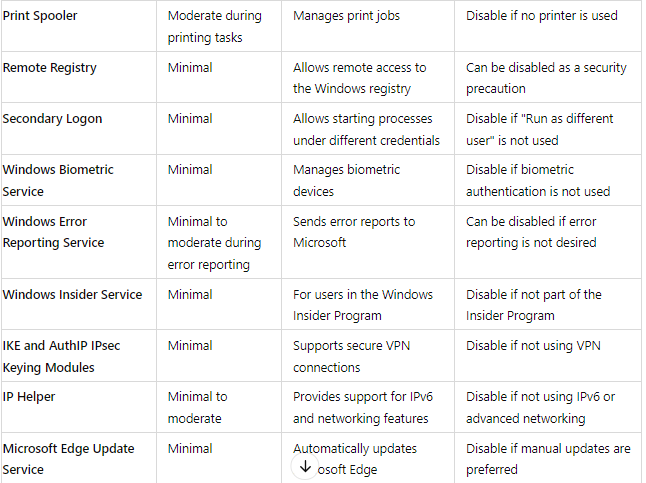 Print Spooler
Moderate during
printing tasks
Manages print jobs
Disable if no printer is used
Remote Registry
Minimal
Allows remote access to
the Windows registry
Can be disabled as a security
precaution
Secondary Logon
Minimal
Allows starting processes
under different credentials
Disable if "Run as different
user" is not used
Windows Biometric
Service
Minimal
Manages biometric
devices
Disable if biometric
authentication is not used
Windows Error
Reporting Service
Minimal to
moderate during
error reporting
Sends error reports to
Microsoft
Can be disabled if error
reporting is not desired
Windows Insider Service
Minimal
For users in the Windows
Insider Program
Disable if not part of the
Insider Program
IKE and AuthIP IPsec
Keying Modules
Minimal
Supports secure VPN
connections
Disable if not using VPN
IP Helper
Minimal to
moderate
Provides support for IPv6
and networking features
Disable if not using IPv6 or
advanced networking
Microsoft Edge Update
Service
Minimal
Automatically updates
osoft Edge
Disable if manual updates are
preferred